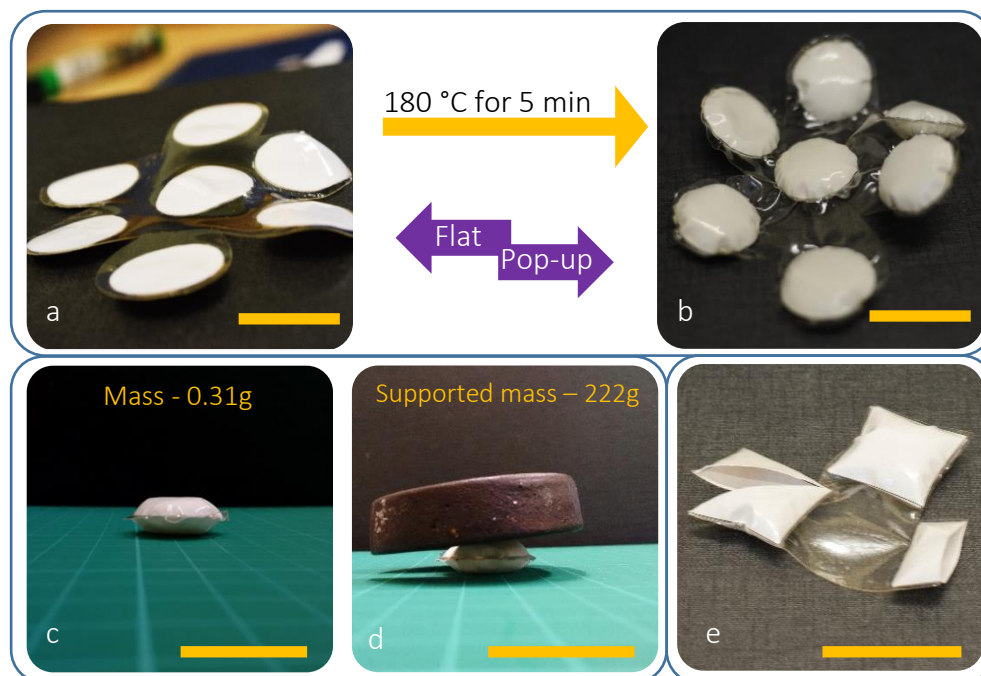 180 °C for 5 min
Flat
Pop-up
a
b
Mass - 0.31g
Supported mass – 222g
c
d
e